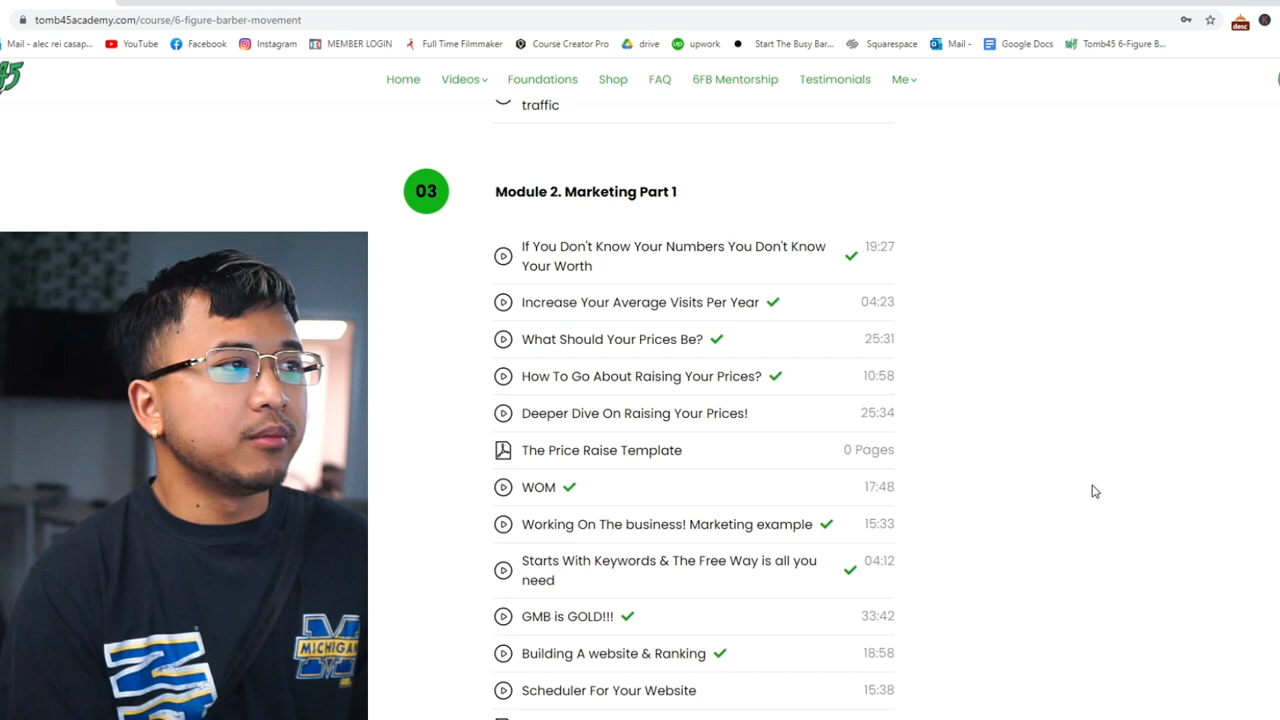 tomb45academy.com/course/6-figure-barber-movement
desc
K
Mail - alec rei casap...
YouTube
Facebook
Instagram
MEMBER LOGIN
Full Time Filmmaker
Course Creator Pro
drive
upwork
Start The Busy Bar...
Squarespace
Mail -
Google Docs
Tomb45 6-Figure B...
45
Home
Videos
Foundations
Shop
FAQ
6FB Mentorship
Testimonials
Me
traffic
03
Module 2. Marketing Part 1
If You Don't Know Your Numbers You Don't Know
Your Worth
19:27
Increase Your Average Visits Per Year
04:23
What Should Your Prices Be?
25:31
How To Go About Raising Your Prices?
10:58
Deeper Dive On Raising Your Prices!
25:34
The Price Raise Template
0 Pages
WOM
17:48
Working On The business! Marketing example
15:33
Starts With Keywords & The Free Way is all you
need
04:12
GMB is GOLD!!!
33:42
Building A website & Ranking
18:58
Scheduler For Your Website
15:38
M
MICHIGAN